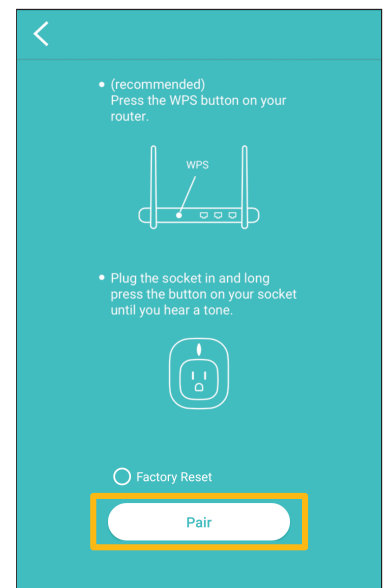 (recommended)
Press the WPS button on your
router.
WPS
Plug the socket in and long
press the button on your socket
until you hear a tone.
Factory Reset
Pair